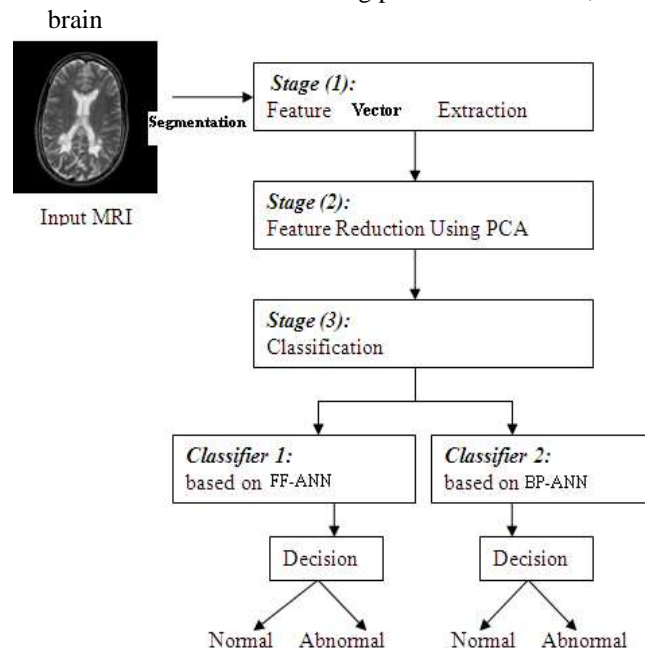 brain
Segmentation
Input MRI
Stage (1):
Feature Vector Extraction
Stage (2):
Feature Reduction Using PCA
Stage (3):
Classification
Classifier 1:
based on FF-ANN
Classifier 2:
based on BP-ANN
Decision
Decision
Normal Abnormal
Normal Abnormal